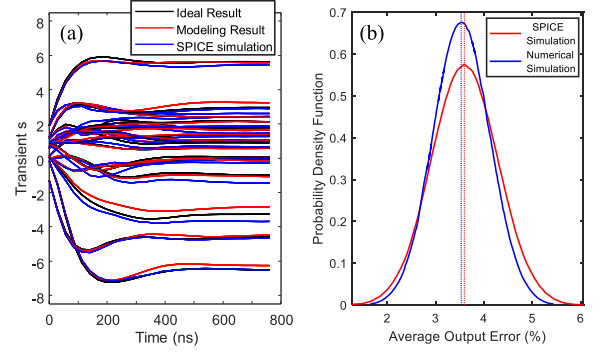 (a)
Ideal Result
Modeling Result
SPICE simulation
8
6
4
2
0
-2
-4
-6
-8
Transient s
0
200
400
600
800
Time (ns)
(b)
SPICE
Simulation
Numerical
Simulation
0.7
0.6
0.5
0.4
0.3
0.2
0.1
0
Probability Density Function
2
3
4
5
6
Average Output Error (%)